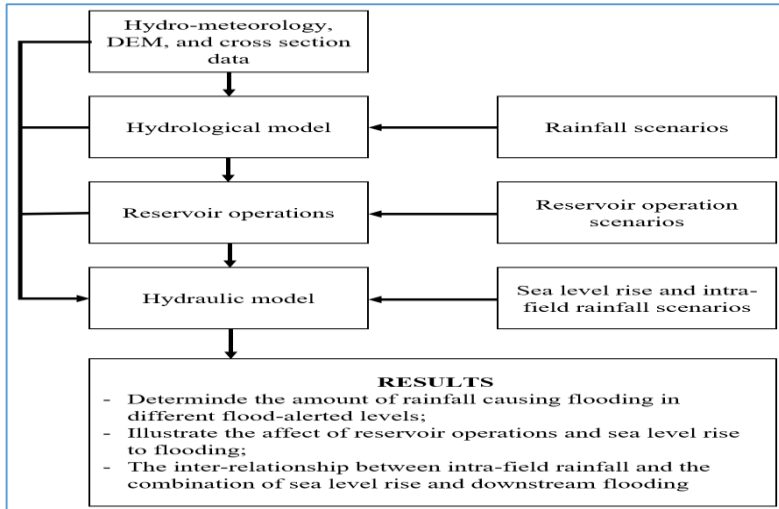 Hydro-meteorology,
DEM, and cross section
data
Hydrological model
Rainfall scenarios
Reservoir operations
Reservoir operation
scenarios
Hydraulic model
Sea level rise and intra-
field rainfall scenarios
RESULTS
- Determinde the amount of rainfall causing flooding in
different flood-alerted levels;
- Illustrate the affect of reservoir operations and sea level rise
to flooding;
- The inter-relationship between intra-field rainfall and the
combination of sea level rise and downstream flooding